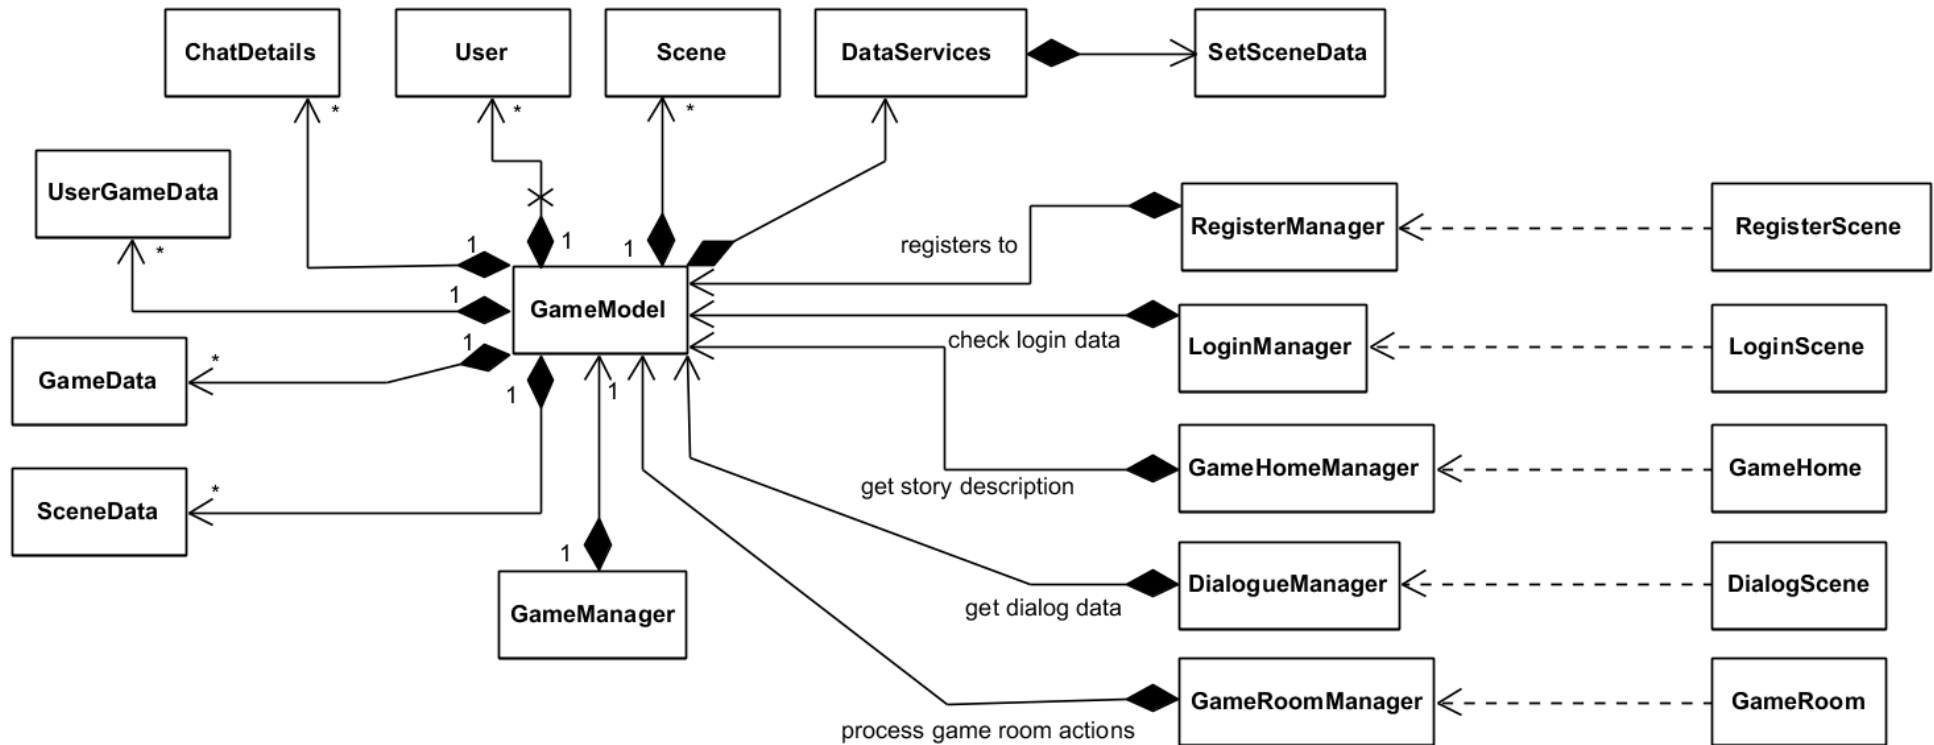 ChatDetails
User
Scene
DataServices
SetSceneData
*
*
*
UserGameData
*
RegisterManager
RegisterScene
registers to
1
1
1
1
GameModel
check login data
LoginManager
LoginScene
1
*
GameData
1
1
GameHomeManager
GameHome
get story description
*
SceneData
1
GameManager
DialogueManager
DialogScene
get dialog data
GameRoomManager
GameRoom
process game room actions